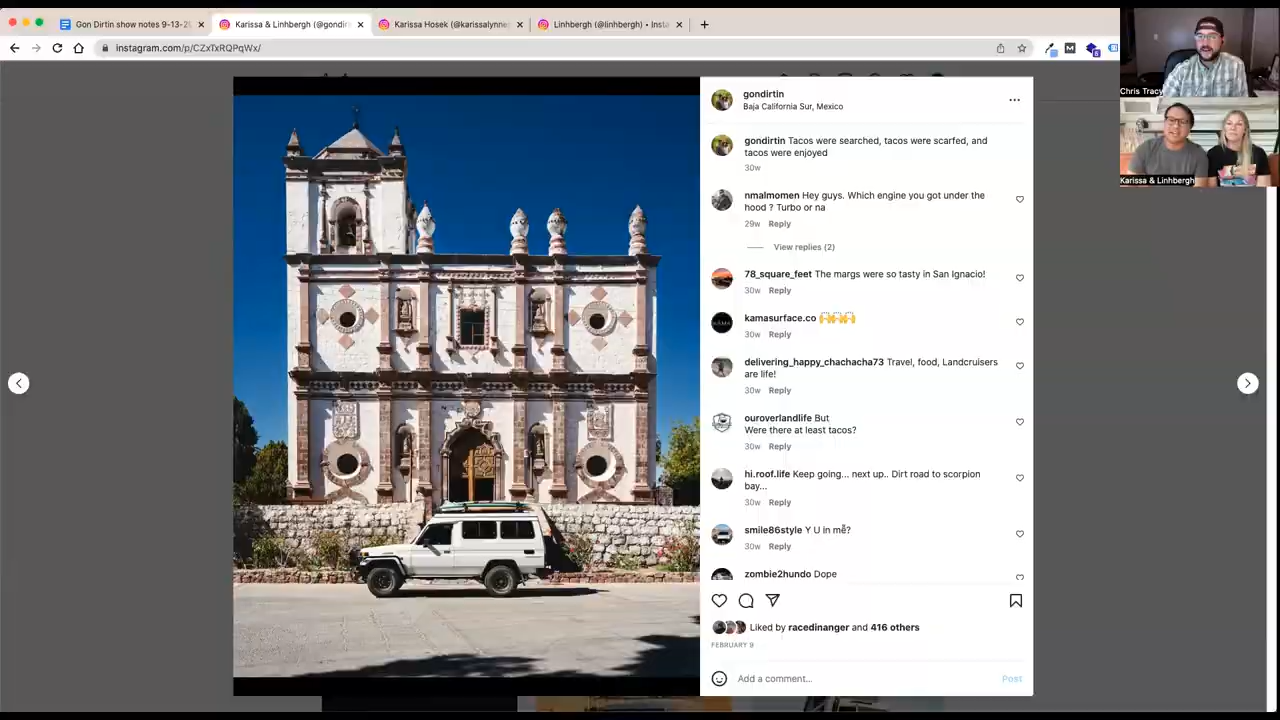 Gon Dirtin show notes 9-13-2
Karissa & Linhbergh (@gondir
Karissa Hosek (@karissalynne
Linhbergh (@linhbergh) • Insta
instagram.com/p/CZxTxRQPqWx/
Chris Tracy
Karissa & Linhbergh
gondirtin
Baja California Sur, Mexico
gondirtin Tacos were searched, tacos were scarfed, and
tacos were enjoyed
30w
nmalmomen Hey guys. Which engine you got under the
hood ? Turbo or na
29w Reply
View replies (2)
78_square_feet The margs were so tasty in San Ignacio!
30w Reply
kamasurface.co 🙌🙌🙌
30w Reply
delivering_happy_chachacha73 Travel, food, Landcruisers
are life!
30w Reply
ouroverlandlife But
Were there at least tacos?
30w Reply
hi.roof.life Keep going... next up.. Dirt road to scorpion
bay...
30w Reply
smile86style Y U in mê?
30w Reply
zombie2hundo Dope
Liked by racedinanger and 416 others
FEBRUARY 9
Add a comment...
Post